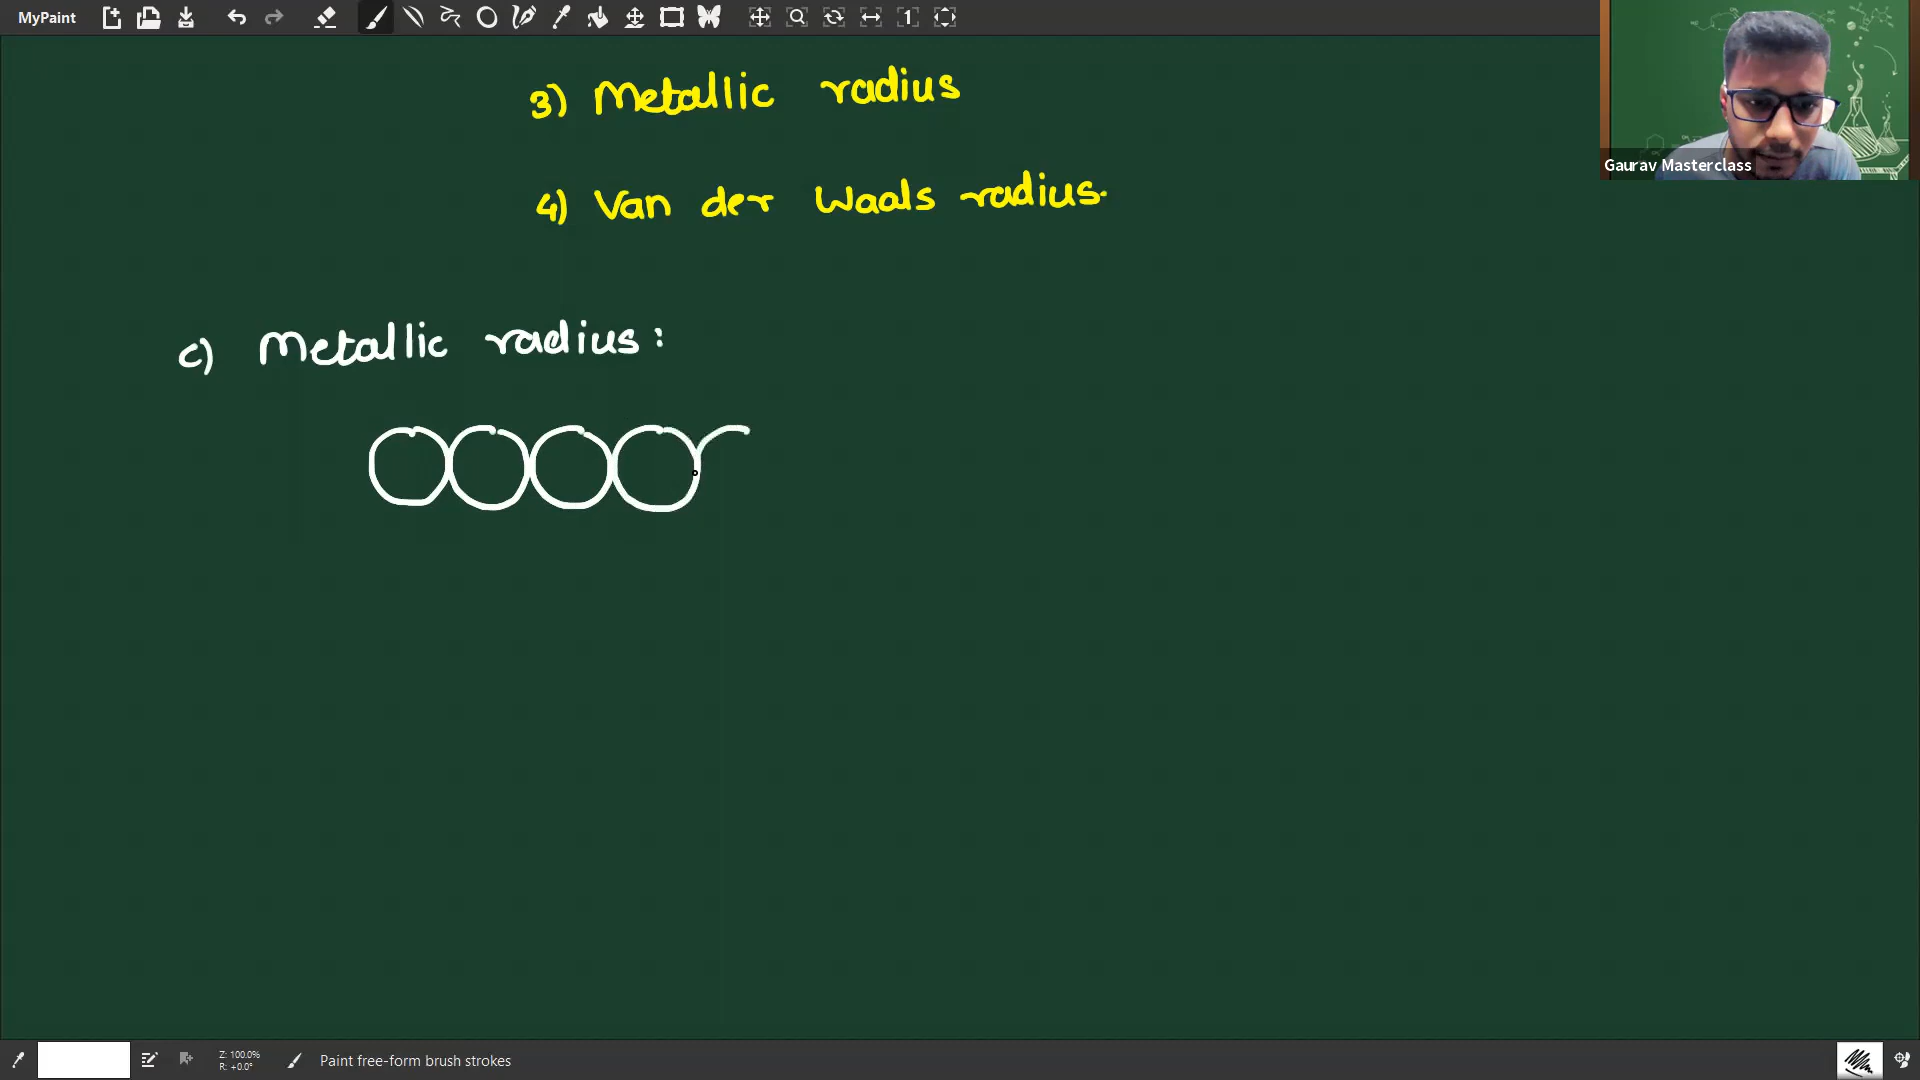 MyPaint
3) Metallic radius
4) Van der Waals radius.
Gaurav Masterclass
c) Metallic radius:
Z: 100.0%
R: +0.0°
Paint free-form brush strokes